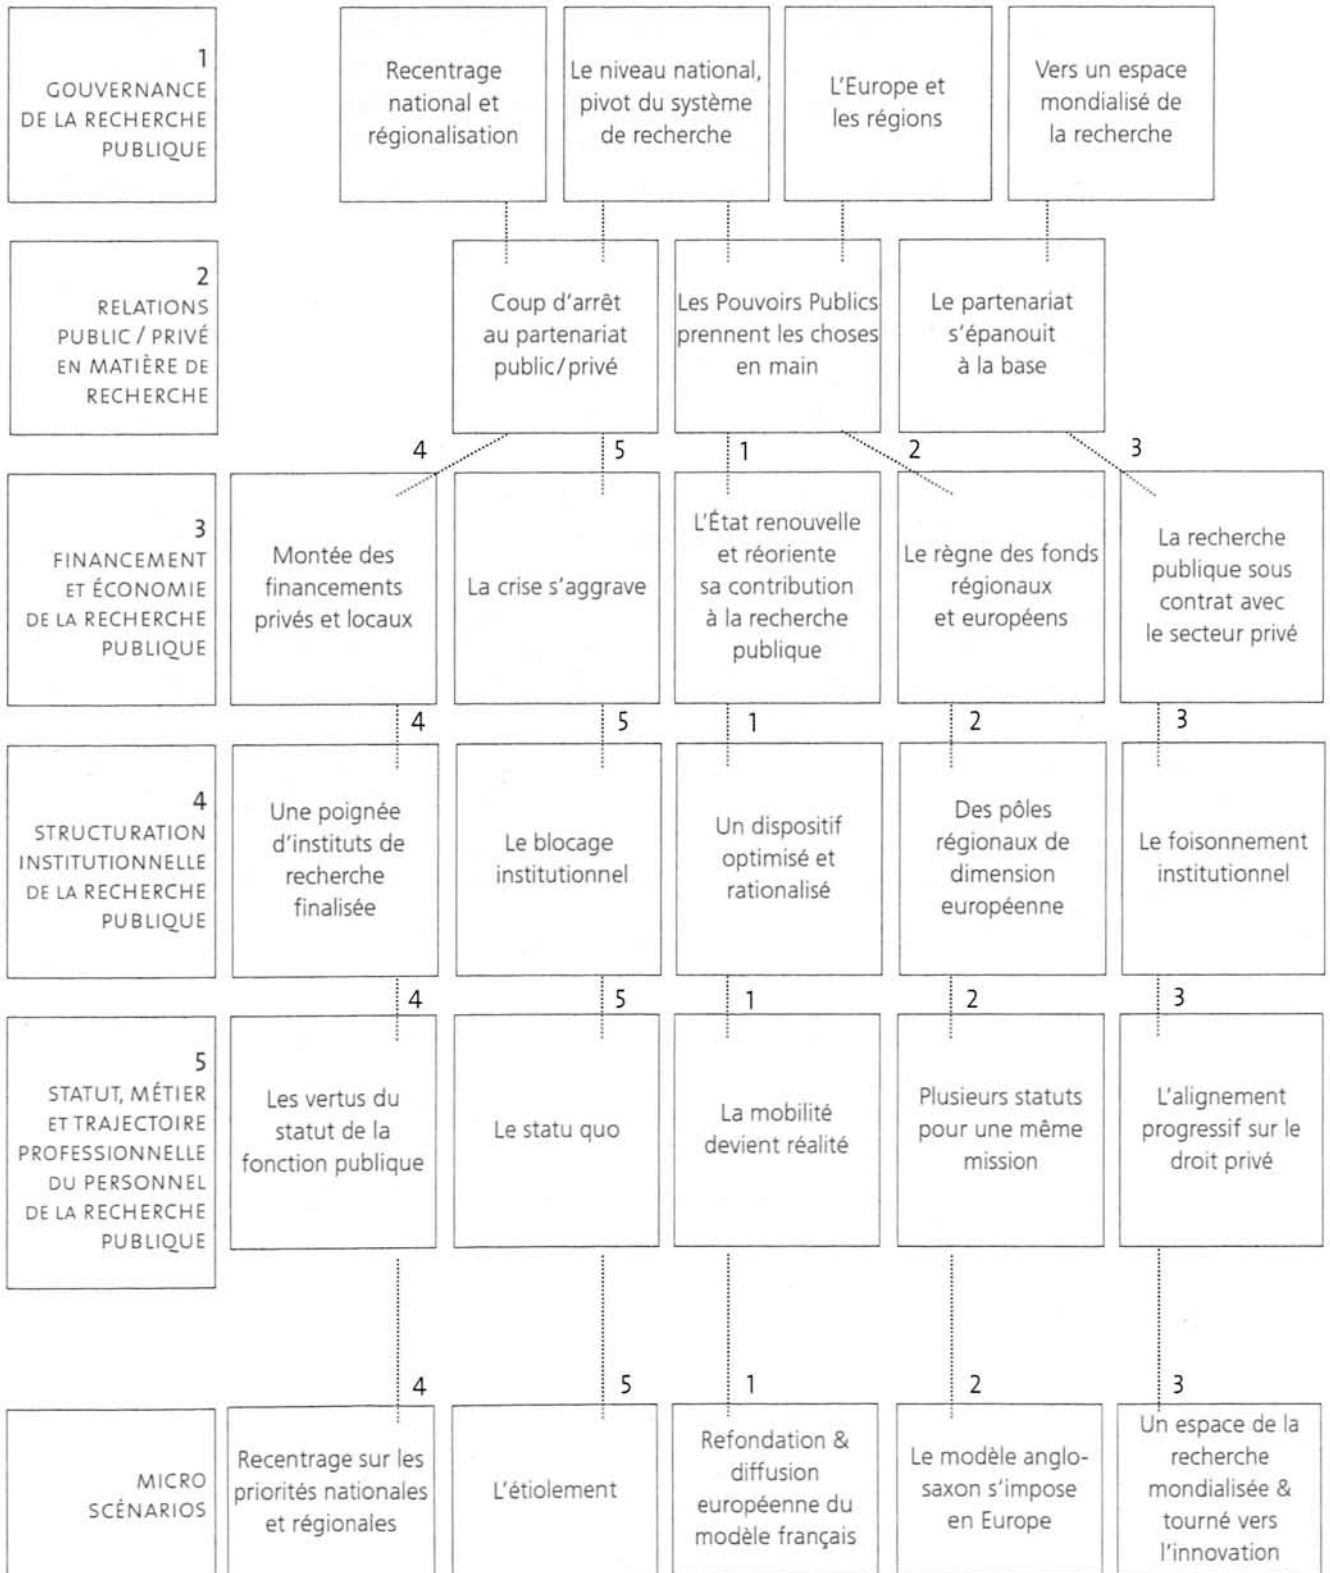 1
GOUVERNANCE
DE LA RECHERCHE
PUBLIQUE
Recentrage
national et
régionalisation
Le niveau national,
pivot du système
de recherche
L'Europe et
les régions
Vers un espace
mondialisé de
la recherche
2
RELATIONS
PUBLIC / PRIVÉ
EN MATIÈRE DE
RECHERCHE
Coup d'arrêt
au partenariat
public/privé
Les Pouvoirs Publics
prennent les choses
en main
Le partenariat
s'épanouit
à la base
4
5
1
2
3
3
FINANCEMENT
ET ÉCONOMIE
DE LA RECHERCHE
PUBLIQUE
Montée des
financements
privés et locaux
La crise s'aggrave
L'État renouvelle
et réoriente
sa contribution
à la recherche
publique
Le règne des fonds
régionaux
et européens
La recherche
publique sous
contrat avec
le secteur privé
4
5
1
2
3
4
STRUCTURATION
INSTITUTIONNELLE
DE LA RECHERCHE
PUBLIQUE
Une poignée
d'instituts de
recherche
finalisée
Le blocage
institutionnel
Un dispositif
optimisé et
rationalisé
Des pôles
régionaux de
dimension
européenne
Le foisonnement
institutionnel
4
5
1
2
3
5
STATUT, MÉTIER
ET TRAJECTOIRE
PROFESSIONNELLE
DU PERSONNEL
DE LA RECHERCHE
PUBLIQUE
Les vertus du
statut de la
fonction publique
Le statu quo
La mobilité
devient réalité
Plusieurs statuts
pour une même
mission
L'alignement
progressif sur le
droit privé
4
5
1
2
3
MICRO
SCÉNARIOS
Recentrage sur les
priorités nationales
et régionales
L'étiolement
Refondation &
diffusion
européenne du
modèle français
Le modèle anglo-
saxon s'impose
en Europe
Un espace de la
recherche
mondialisée &
tourné vers
l'innovation